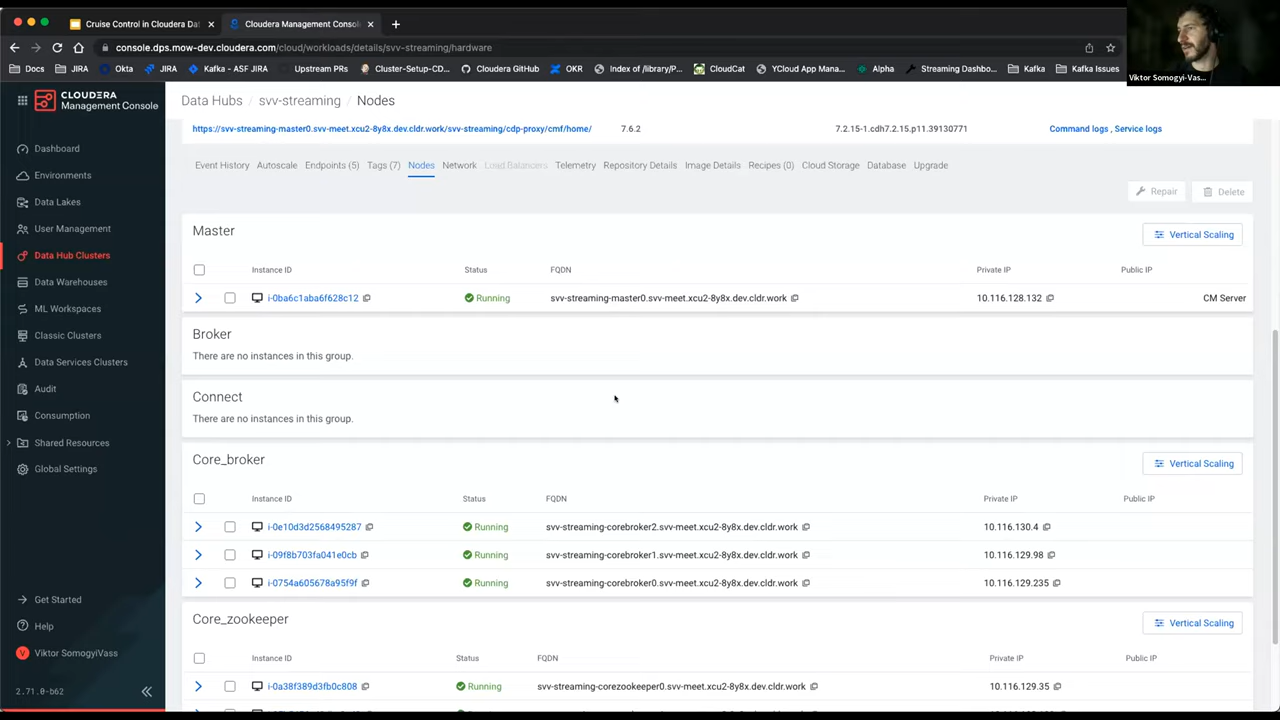 Cruise Control in Cloudera Dat
Cloudera Management Conso
console.dps.mow-dev.cloudera.com/cloud/workloads/details/svv-streaming/hardware
Docs JIRA Okta JIRA Kafka - ASF JIRA Upstream PRs Cluster-Setup-CD... Cloudera GitHub OKR Index of /library/P... CloudCat YCloud App Mana... Alpha Streaming Dashbo... Kafka Kafka Issues
Viktor Somogyi-Vass...
CLOUDERA
Management Console
Dashboard
Environments
Data Lakes
User Management
Data Hub Clusters
Data Warehouses
ML Workspaces
Classic Clusters
Data Services Clusters
Audit
Consumption
Shared Resources
Global Settings
Get Started
Help
V Viktor SomogyiVass
2.71.0-b62
Data Hubs / svv-streaming / Nodes
https://svv-streaming-master0.svv-meet.xcu2-8y8x.dev.cldr.work/svv-streaming/cdp-proxy/cmf/home/ 7.6.2 7.2.15-1.cdh7.2.15.p11.39130771 Command logs , Service logs
Event History Autoscale Endpoints (5) Tags (7) Nodes Network Load Balancers Telemetry Repository Details Image Details Recipes (0) Cloud Storage Database Upgrade
Repair Delete
Master Vertical Scaling
Instance ID Status FQDN Private IP Public IP
i-0ba6c1aba6f628c12 Running svv-streaming-master0.svv-meet.xcu2-8y8x.dev.cldr.work 10.116.128.132 CM Server
Broker
There are no instances in this group.
Connect
There are no instances in this group.
Core_broker Vertical Scaling
Instance ID Status FQDN Private IP Public IP
i-0e10d3d2568495287 Running svv-streaming-corebroker2.svv-meet.xcu2-8y8x.dev.cldr.work 10.116.130.4
i-09f8b703fa041e0cb Running svv-streaming-corebroker1.svv-meet.xcu2-8y8x.dev.cldr.work 10.116.129.98
i-0754a605678a95f9f Running svv-streaming-corebroker0.svv-meet.xcu2-8y8x.dev.cldr.work 10.116.129.235
Core_zookeeper Vertical Scaling
Instance ID Status FQDN Private IP Public IP
i-0a38f389d3fb0c808 Running svv-streaming-corezookeeper0.svv-meet.xcu2-8y8x.dev.cldr.work 10.116.129.35